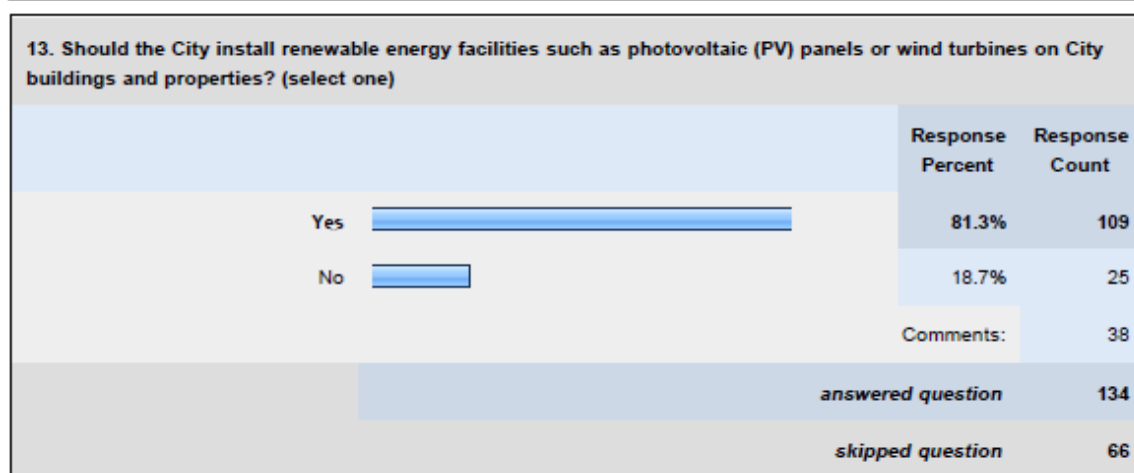 13. Should the City install renewable energy facilities such as photovoltaic (PV) panels or wind turbines on City
buildings and properties? (select one)
Response Percent Response Count
Yes 81.3% 109
No 18.7% 25
Comments: 38
answered question 134
skipped question 66